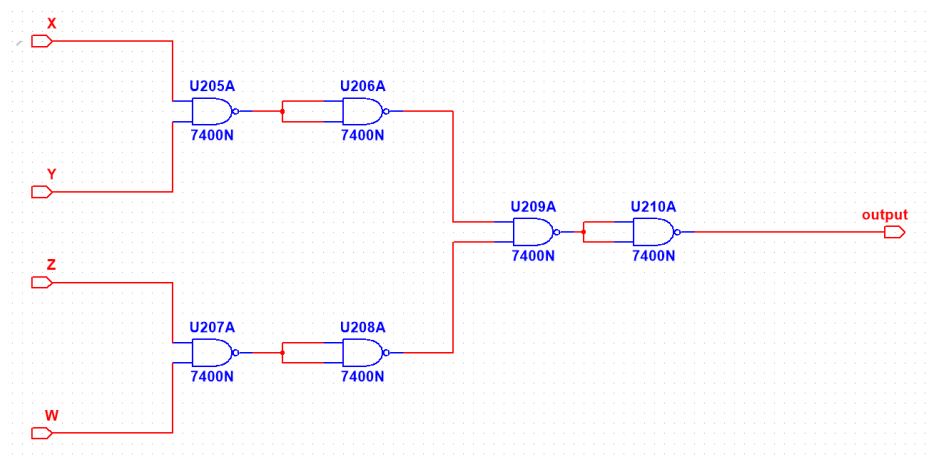 X
U205A
U206A
7400N
7400N
Y
U209A
U210A
output
7400N
7400N
Z
U207A
U208A
7400N
7400N
W